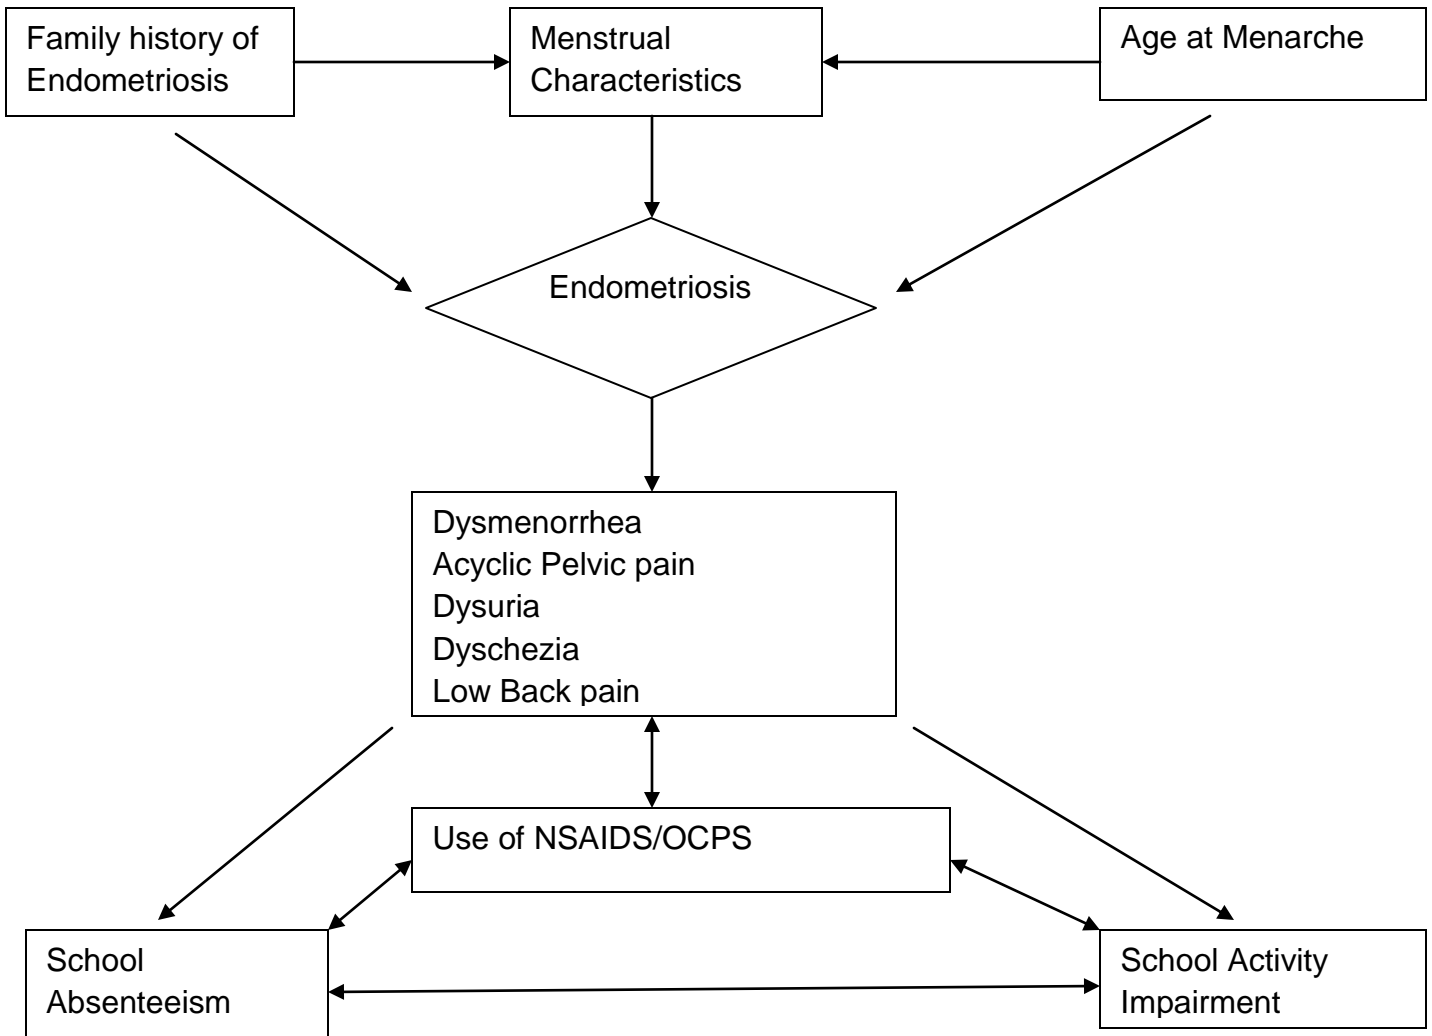 Family history of
Endometriosis
Menstrual
Characteristics
Age at Menarche
Endometriosis
Dysmenorrhea
Acyclic Pelvic pain
Dysuria
Dyschezia
Low Back pain
Use of NSAIDS/OCPS
School
Absenteeism
School Activity
Impairment